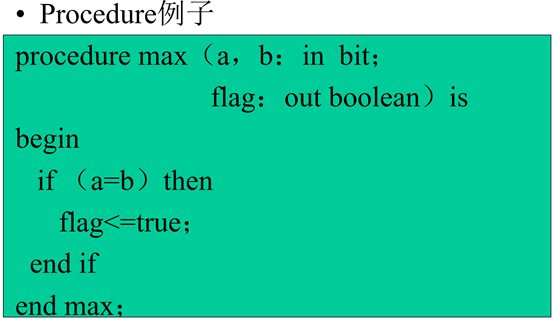 • Procedure例子
procedure max（a，b：in bit;
flag：out boolean）is
begin
if （a=b）then
flag<=true；
end if
end max；